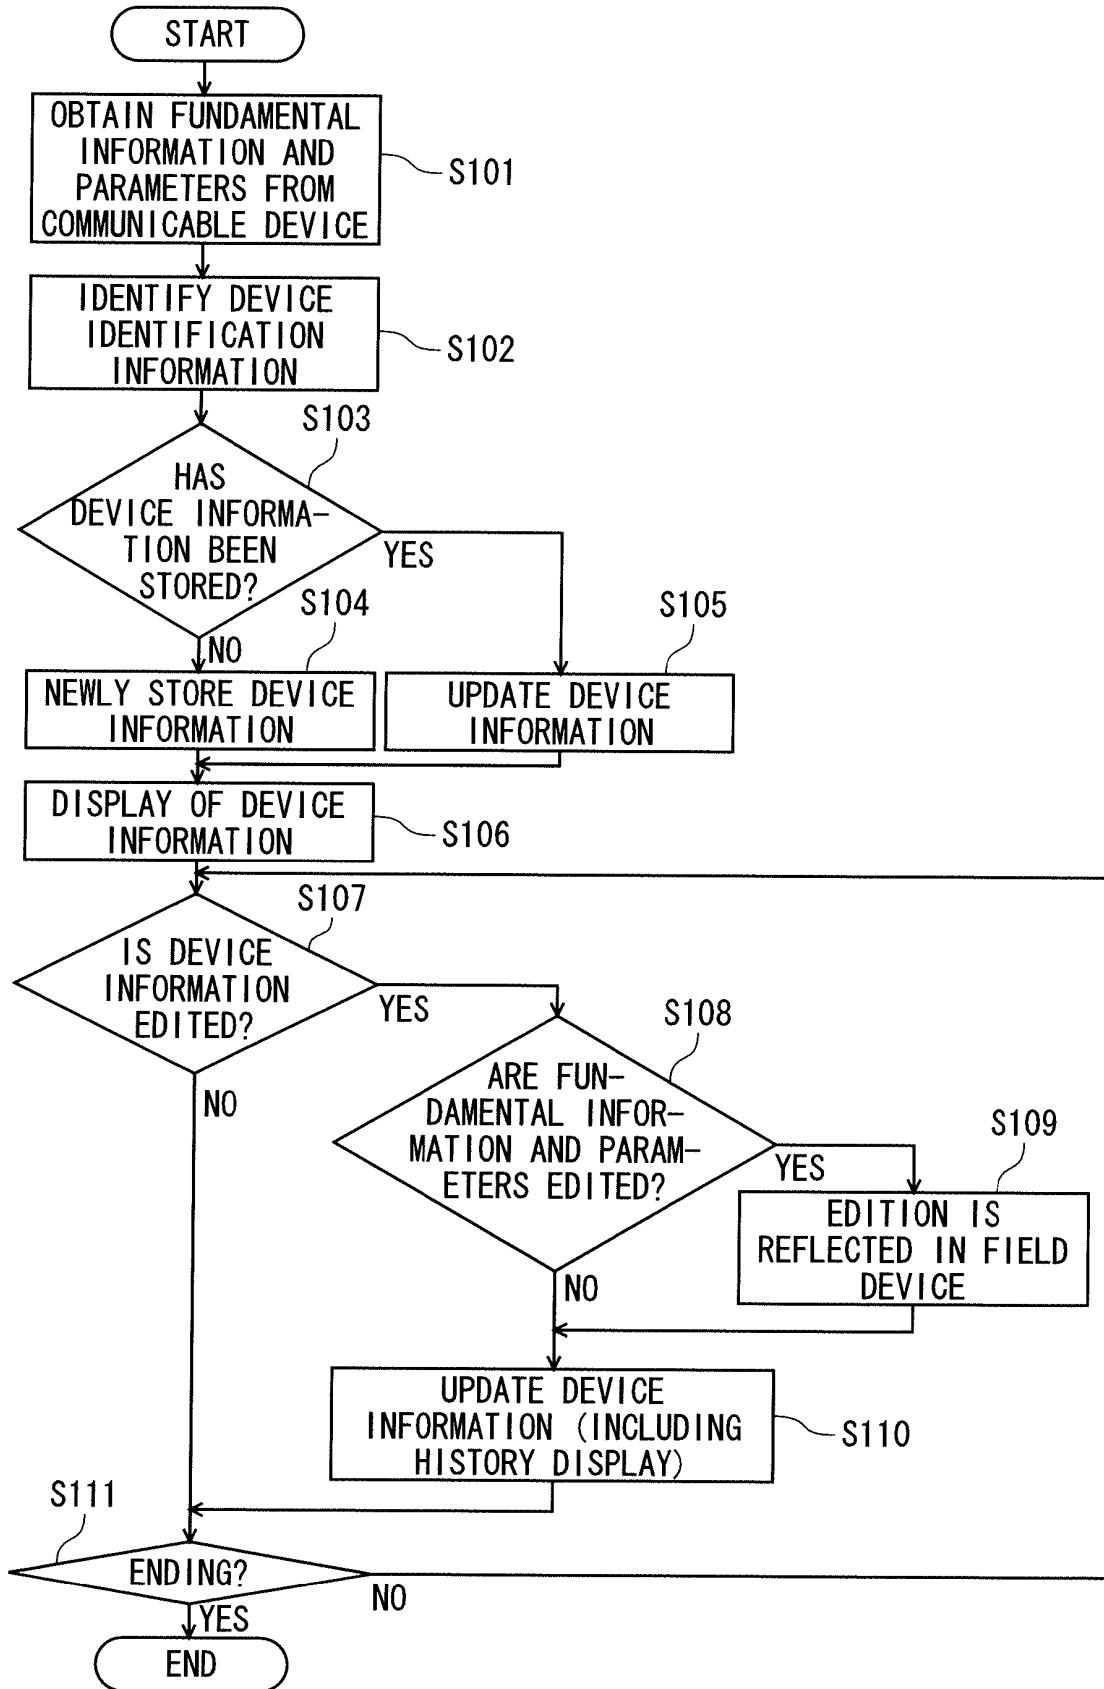 START
OBTAIN FUNDAMENTAL
INFORMATION AND
PARAMETERS FROM
COMMUNICABLE DEVICE
S101
IDENTIFY DEVICE
IDENTIFICATION
INFORMATION
S102
S103
HAS
DEVICE INFORMA-
TION BEEN
STORED?
YES
NO
S104
NEWLY STORE DEVICE
INFORMATION
S105
UPDATE DEVICE
INFORMATION
DISPLAY OF DEVICE
INFORMATION
S106
S107
IS DEVICE
INFORMATION
EDITED?
YES
NO
S108
ARE FUN-
DAMENTAL INFOR-
MATION AND PARAM-
ETERS EDITED?
YES
NO
S109
EDITION IS
REFLECTED IN FIELD
DEVICE
UPDATE DEVICE
INFORMATION (INCLUDING
HISTORY DISPLAY)
S110
S111
ENDING?
NO
YES
END